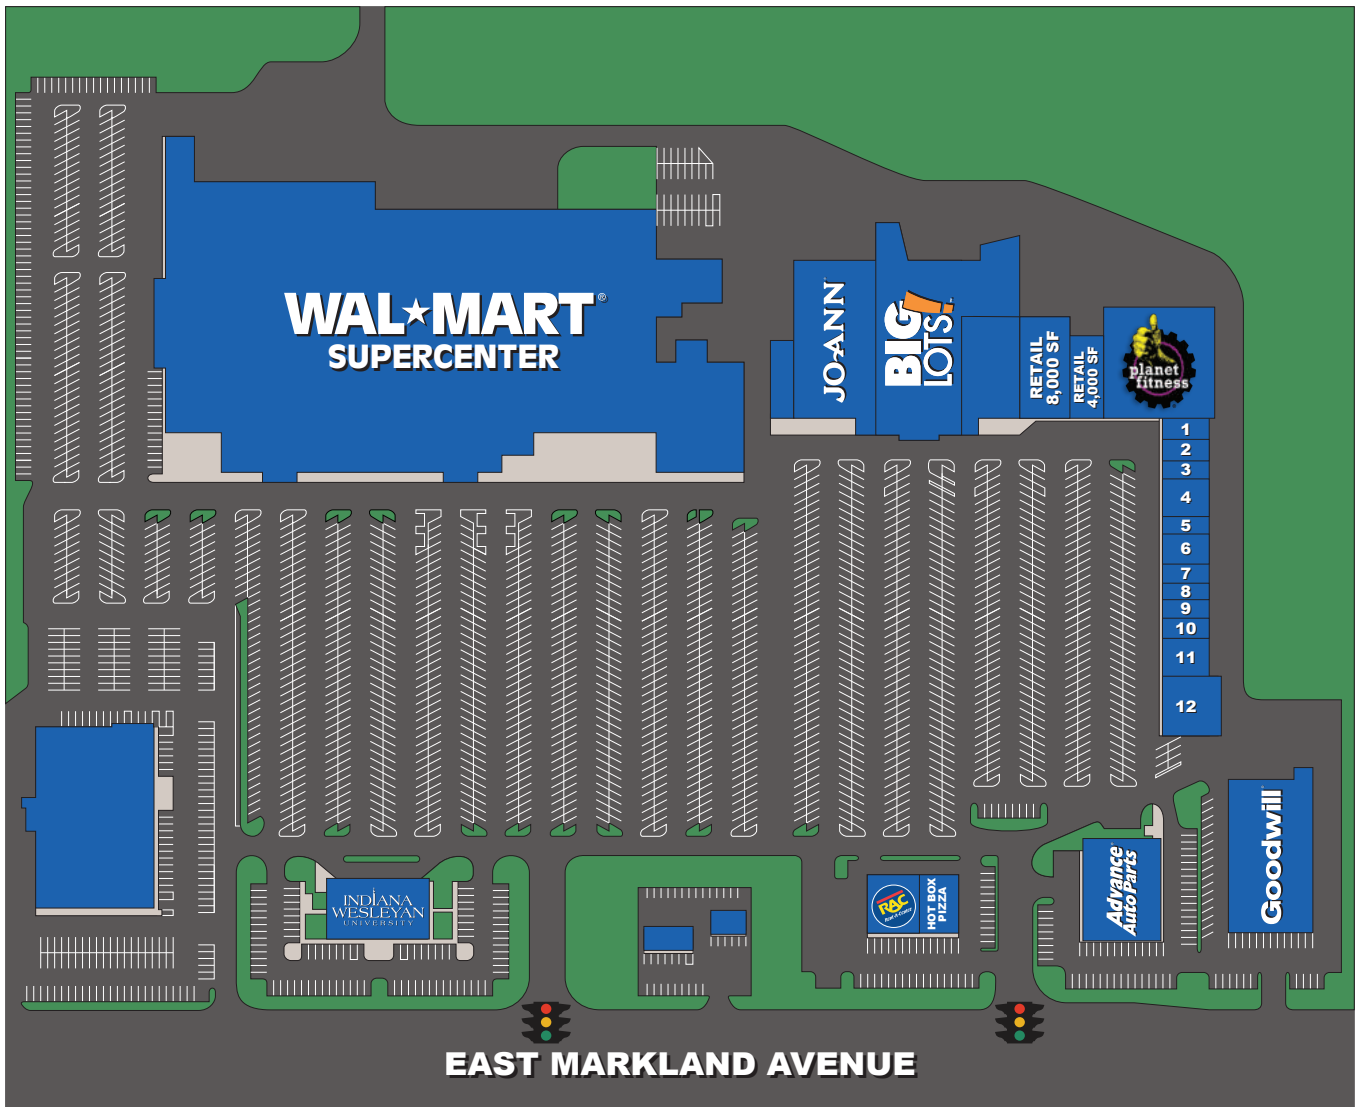 WAL★MART®
SUPERCENTER
JO-ANN
BIG
LOTS!
RETAIL
8,000 SF
RETAIL
4,000 SF
planet
fitness
1
2
3
4
5
6
7
8
9
10
11
12
INDIANA
WESLEYAN
UNIVERSITY
RAC
RENT-A-CENTER
HOT BOX
PIZZA
Advance
Auto Parts
Goodwill
EAST MARKLAND AVENUE